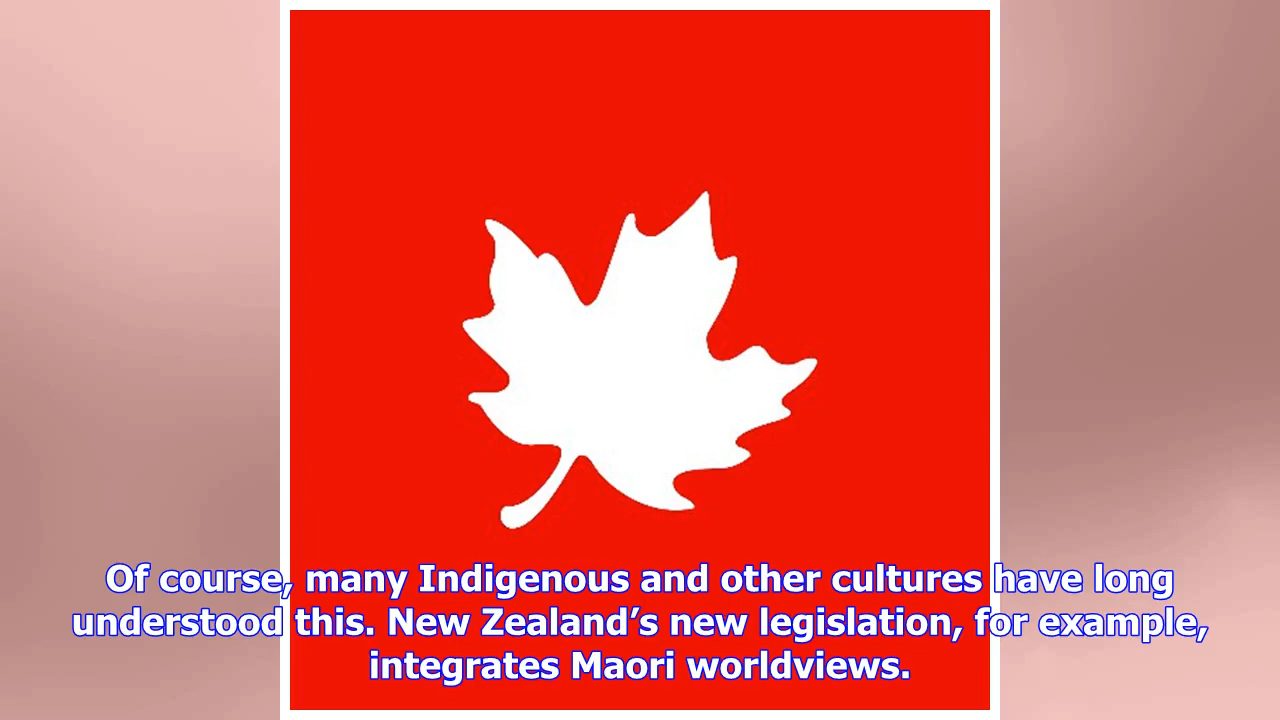 Of course, many Indigenous and other cultures have long
understood this. New Zealand’s new legislation, for example,
integrates Maori worldviews.